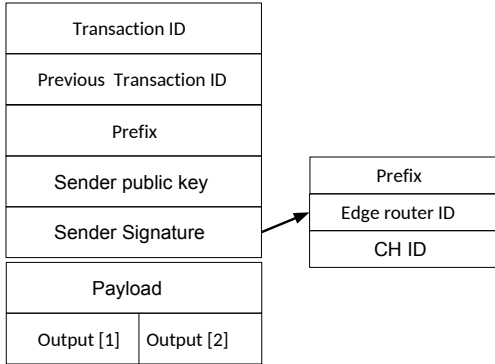 Transaction ID
Previous Transaction ID
Prefix
Sender public key
Sender Signature
Payload
Output [1] Output [2]
Prefix
Edge router ID
CH ID